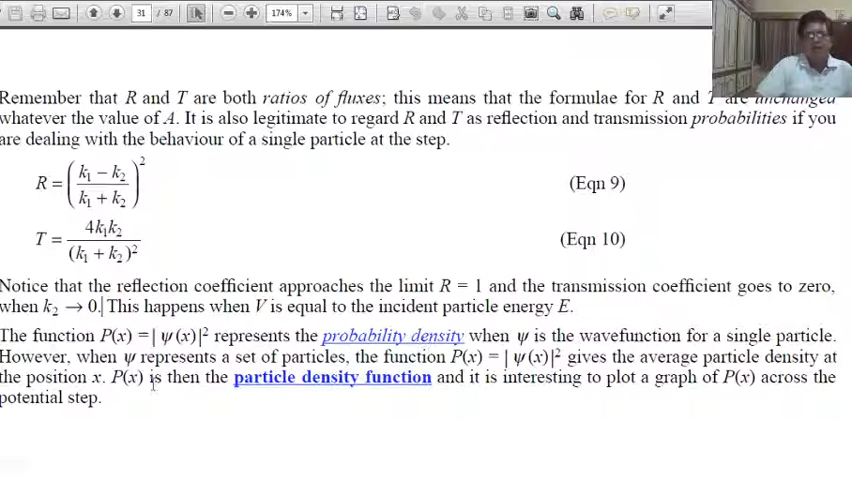 31 / 87
174%
Remember that R and T are both ratios of fluxes; this means that the formulae for R and T are unchanged
whatever the value of A. It is also legitimate to regard R and T as reflection and transmission probabilities if you
are dealing with the behaviour of a single particle at the step.
R = ( (k₁ − k₂) / (k₁ + k₂) )² (Eqn 9)
T = 4k₁k₂ / (k₁ + k₂)² (Eqn 10)
Notice that the reflection coefficient approaches the limit R = 1 and the transmission coefficient goes to zero,
when k₂ → 0. This happens when V is equal to the incident particle energy E.
The function P(x) = | ψ(x)|² represents the probability density when ψ is the wavefunction for a single particle.
However, when ψ represents a set of particles, the function P(x) = | ψ(x)|² gives the average particle density at
the position x. P(x) is then the particle density function and it is interesting to plot a graph of P(x) across the
potential step.